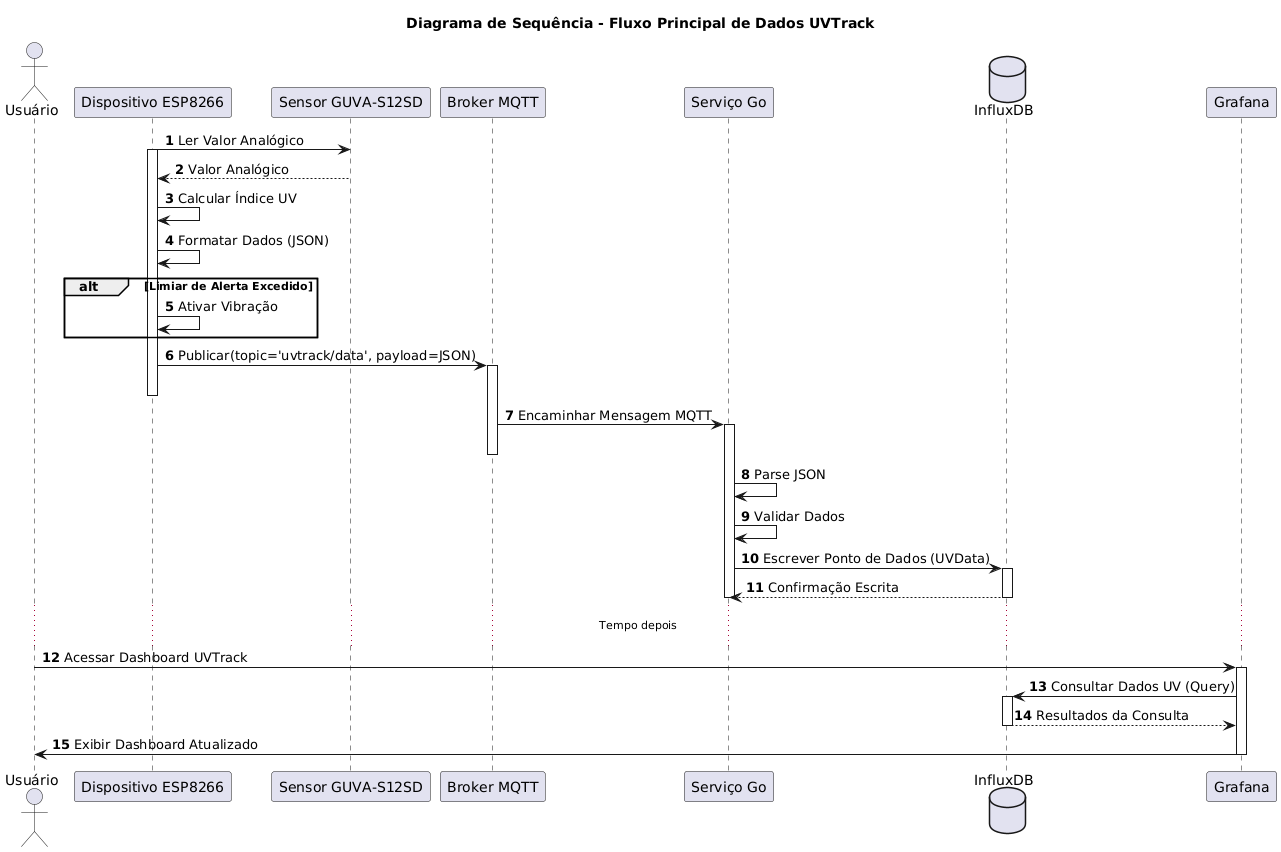 Diagrama de Sequência - Fluxo Principal de Dados UVTrack
Usuário
Dispositivo ESP8266
Sensor GUVA-S12SD
Broker MQTT
Serviço Go
InfluxDB
Grafana
1 Ler Valor Analógico
2 Valor Analógico
3 Calcular Índice UV
4 Formatar Dados (JSON)
alt [Limiar de Alerta Excedido]
5 Ativar Vibração
6 Publicar(topic='uvtrack/data', payload=JSON)
7 Encaminhar Mensagem MQTT
8 Parse JSON
9 Validar Dados
10 Escrever Ponto de Dados (UVData)
11 Confirmação Escrita
Tempo depois
12 Acessar Dashboard UVTrack
13 Consultar Dados UV (Query)
14 Resultados da Consulta
15 Exibir Dashboard Atualizado
Usuário
Dispositivo ESP8266
Sensor GUVA-S12SD
Broker MQTT
Serviço Go
InfluxDB
Grafana